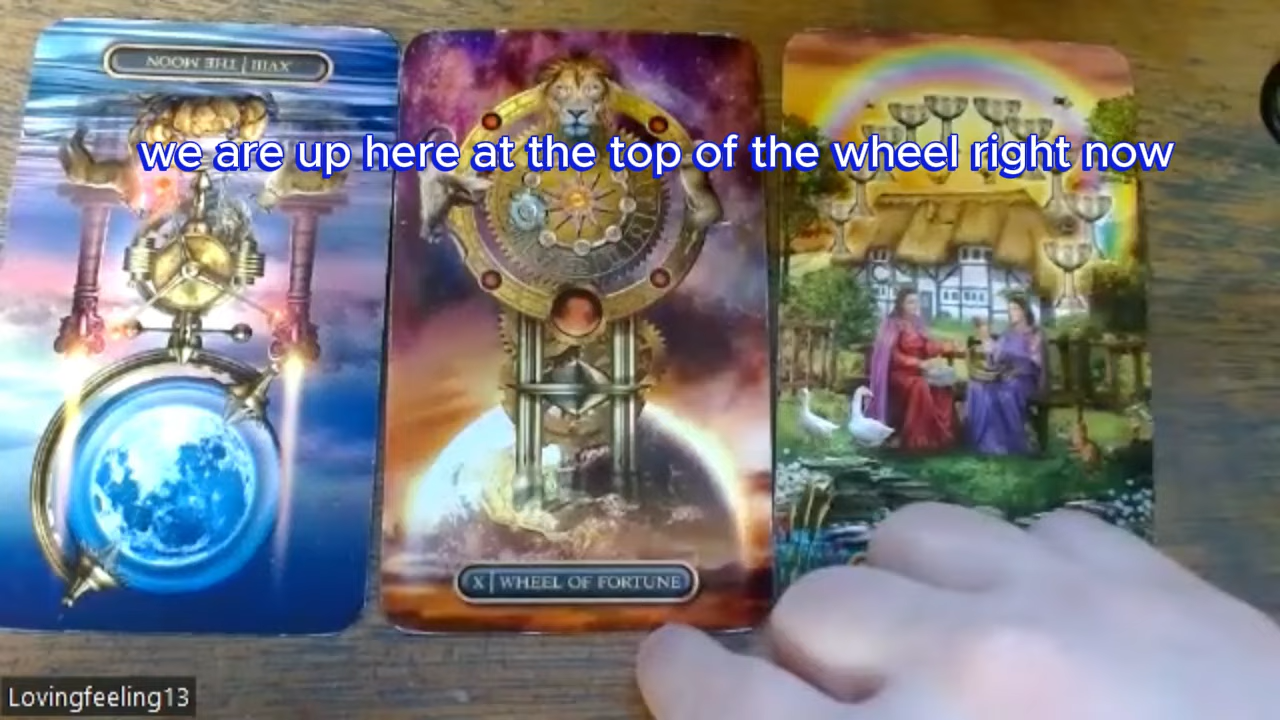 XVIII | THE MOON
we are up here at the top of the wheel right now
X | WHEEL OF FORTUNE
Lovingfeeling13